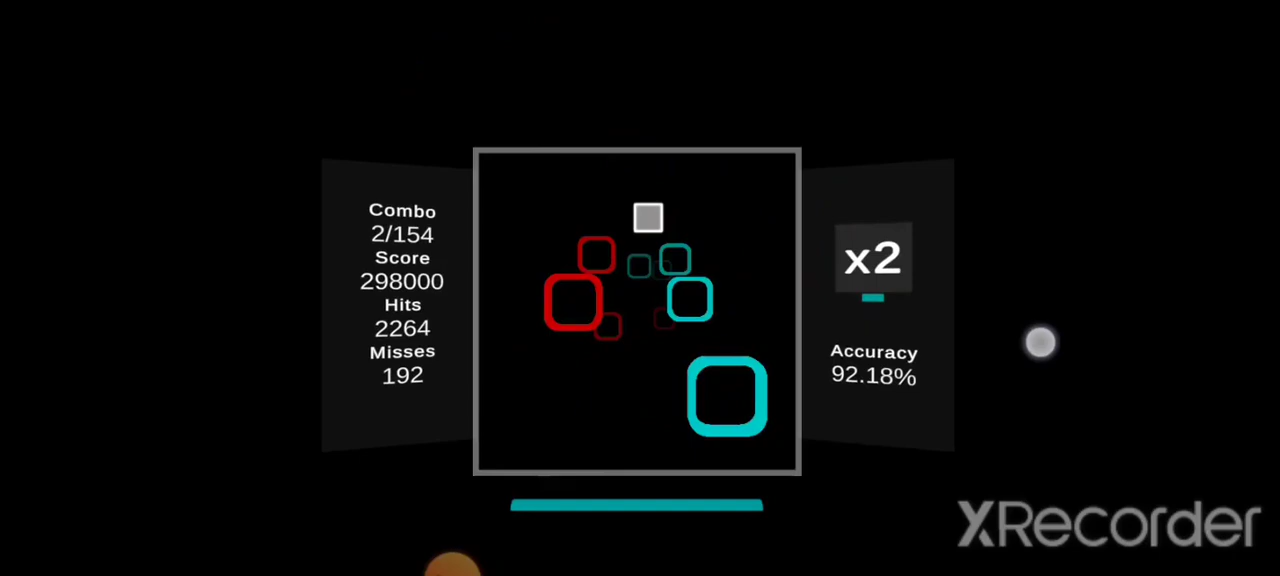 Combo
2/154
Score
298000
Hits
2264
Misses
192
x2
Accuracy
92.18%
XRecorder